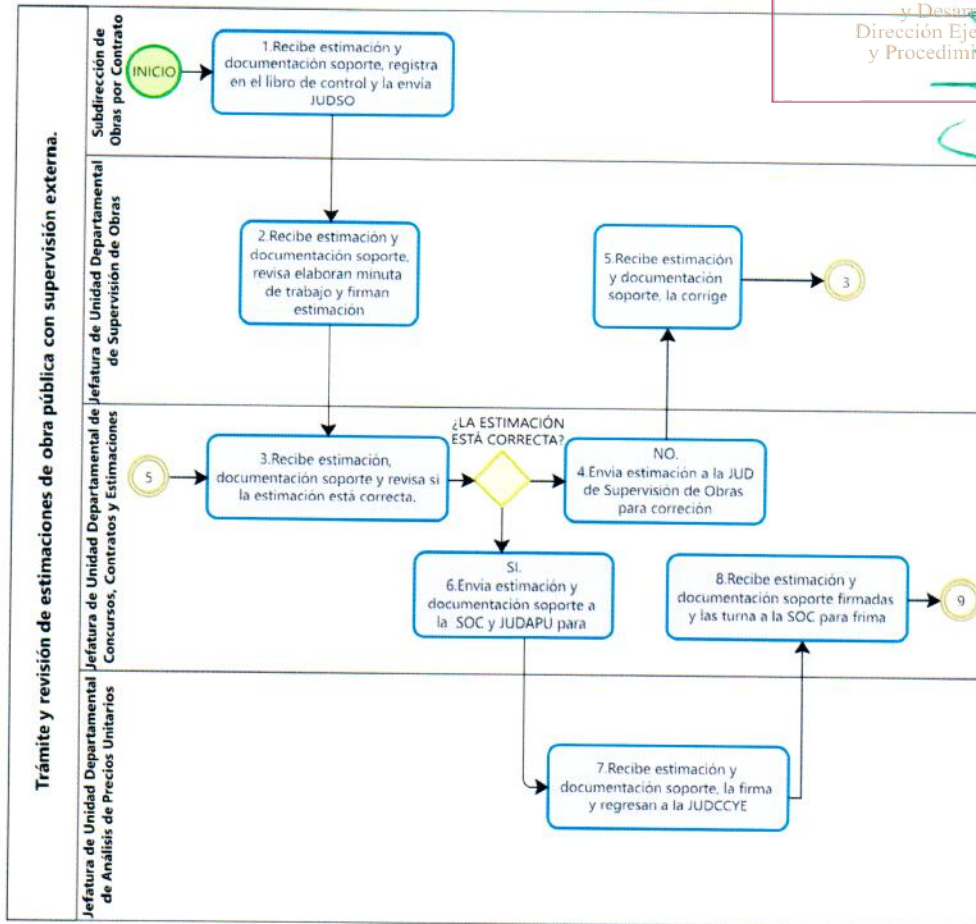 y Desarr
Dirección Eje
y Procedimi
Trámite y revisión de estimaciones de obra pública con supervisión externa.
Subdirección de
Obras por Contrato
INICIO
1.Recibe estimación y
documentación soporte, registra
en el libro de control y la envía
JUDSO
Jefatura de Unidad Departamental
de Supervisión de Obras
2.Recibe estimación y
documentación soporte,
revisa elaboran minuta
de trabajo y firman
estimación
5.Recibe estimación
y documentación
soporte, la corrige
3
Jefatura de Unidad Departamental de
Concursos, Contratos y Estimaciones
5
3.Recibe estimación,
documentación soporte y revisa si
la estimación está correcta.
¿LA ESTIMACIÓN
ESTÁ CORRECTA?
NO.
4.Envia estimación a la JUD
de Supervisión de Obras
para correción
SI.
6.Envia estimación y
documentación soporte a
la SOC y JUDAPU para
8.Recibe estimación y
documentación soporte firmadas
y las turna a la SOC para frima
9
Jefatura de Unidad Departamental
de Análisis de Precios Unitarios
7.Recibe estimación y
documentación soporte, la firma
y regresan a la JUDCCYE